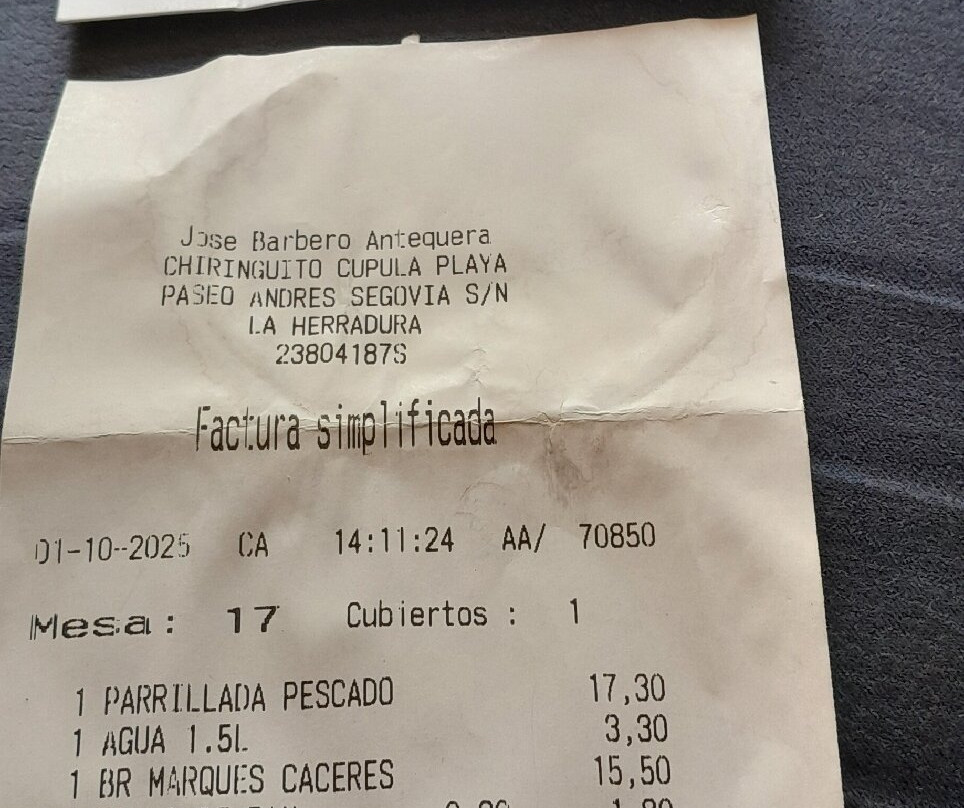 Jose Barbero Antequera
CHIRINGUITO CUPULA PLAYA
PASEO ANDRES SEGOVIA S/N
LA HERRADURA
23804187S
Factura simplificada
01-10-2025 CA 14:11:24 AA/ 70850
Mesa: 17 Cubiertos : 1
1 PARRILLADA PESCADO 17,30
1 AGUA 1.5L 3,30
1 BR MARQUES CACERES 15,50